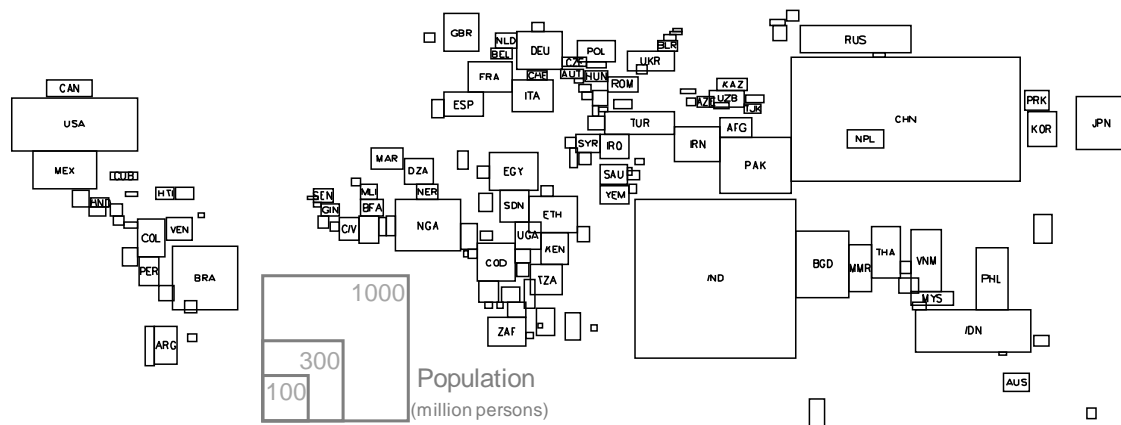 GBR
NLD
BEL
DEU
CZE
POL
UKR
BLR
RUS
FRA
CHE
AUT
HUN
ROM
ESP
ITA
CAN
USA
MEX
CUB
HTI
HND
VEN
COL
PER
BRA
ARG
KAZ
UZB
AZE
TJK
AFG
TUR
IRN
PAK
SYR
IRQ
SAU
YEM
CHN
NPL
PRK
KOR
JPN
MAR
DZA
EGY
SEN
MLI
NER
SDN
ETH
GIN
BFA
CIV
NGA
UGA
KEN
COD
TZA
ZAF
IND
BGD
MMR
THA
VNM
MYS
PHL
IDN
AUS
1000
300
100
Population
(million persons)